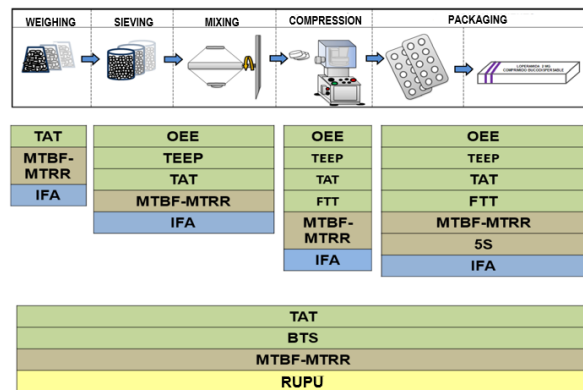 WEIGHING
SIEVING
MIXING
COMPRESSION
PACKAGING
LOPERAMIDA 2 MG
COMPRIMIDO BUCODISPERSABLE
TAT
MTBF-
MTRR
IFA
OEE
TEEP
TAT
MTBF-MTRR
IFA
OEE
TEEP
TAT
FTT
MTBF-
MTRR
IFA
OEE
TEEP
TAT
FTT
MTBF-MTRR
5S
IFA
TAT
BTS
MTBF-MTRR
RUPU